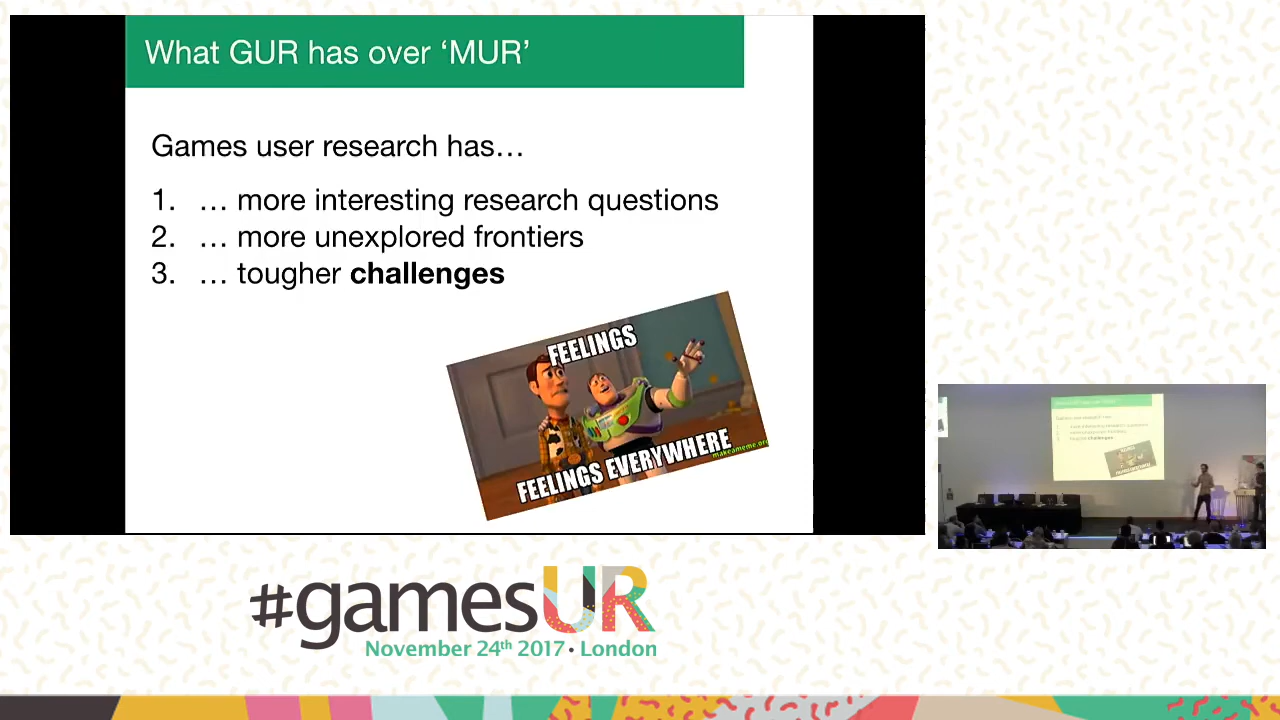 What GUR has over ‘MUR’
Games user research has…
1. … more interesting research questions
2. … more unexplored frontiers
3. … tougher challenges
FEELINGS
FEELINGS EVERYWHERE
makeameme.org
#gamesUR
November 24th 2017 • London